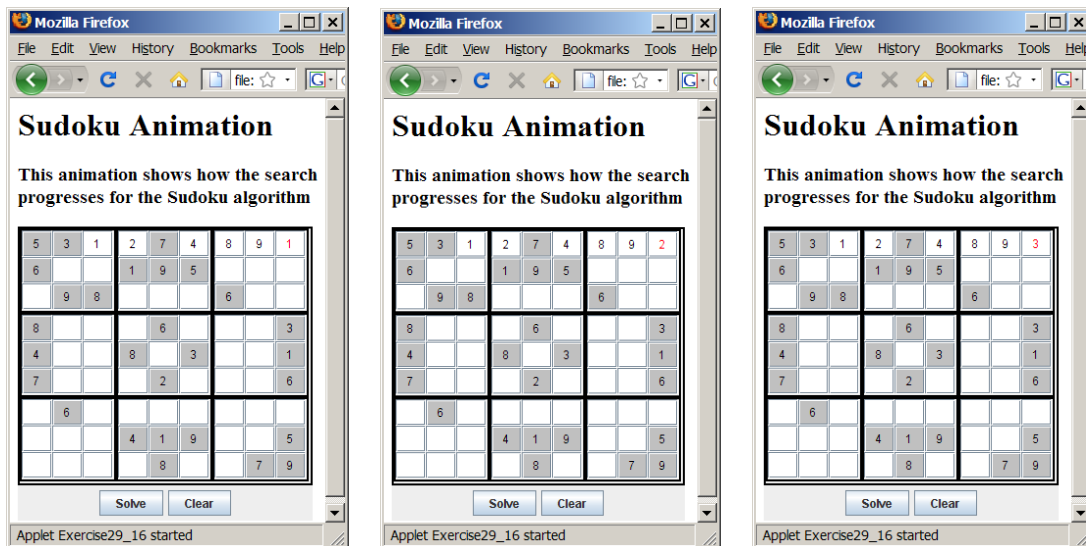 Mozilla Firefox
File Edit View History Bookmarks Tools Help
file: G
Sudoku Animation
This animation shows how the search
progresses for the Sudoku algorithm
5 3 1 2 7 4 8 9 1
6 1 9 5
9 8 6
8 6 3
4 8 3 1
7 2 6
6
4 1 9 5
8 7 9
Solve Clear
Applet Exercise29_16 started
Mozilla Firefox
File Edit View History Bookmarks Tools Help
file: G
Sudoku Animation
This animation shows how the search
progresses for the Sudoku algorithm
5 3 1 2 7 4 8 9 2
6 1 9 5
9 8 6
8 6 3
4 8 3 1
7 2 6
6
4 1 9 5
8 7 9
Solve Clear
Applet Exercise29_16 started
Mozilla Firefox
File Edit View History Bookmarks Tools Help
file: G
Sudoku Animation
This animation shows how the search
progresses for the Sudoku algorithm
5 3 1 2 7 4 8 9 3
6 1 9 5
9 8 6
8 6 3
4 8 3 1
7 2 6
6
4 1 9 5
8 7 9
Solve Clear
Applet Exercise29_16 started